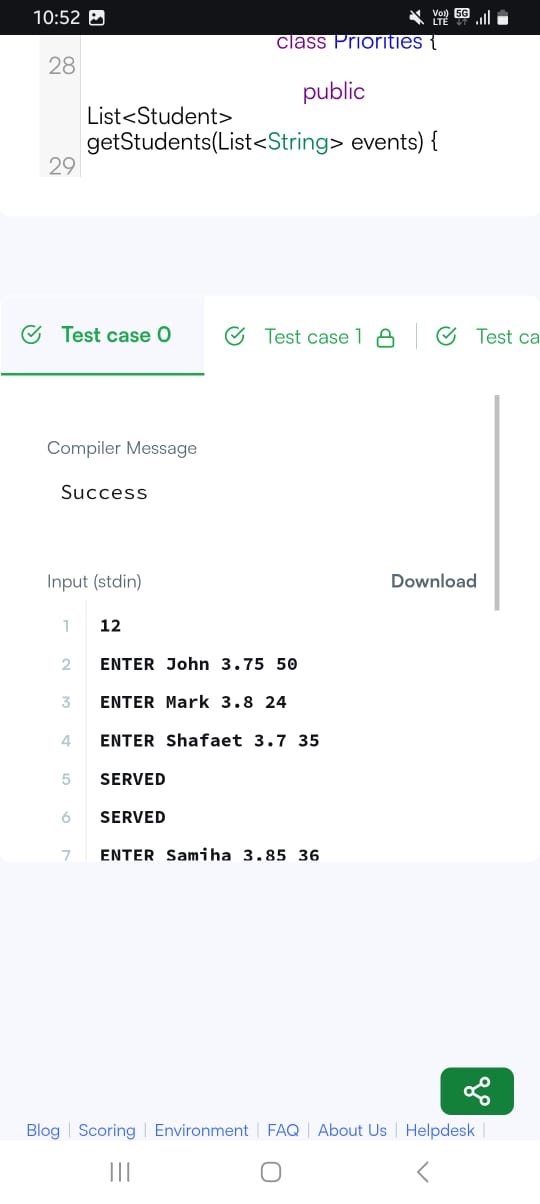 10:52
Vo)) 5G
LTE
class Priorities {
28
public
List<Student>
getStudents(List<String> events) {
29
Test case 0
Test case 1
Test ca
Compiler Message
Success
Input (stdin)
Download
1 12
2 ENTER John 3.75 50
3 ENTER Mark 3.8 24
4 ENTER Shafaet 3.7 35
5 SERVED
6 SERVED
7 ENTER Samiha 3.85 36
Blog | Scoring | Environment | FAQ | About Us | Helpdesk |